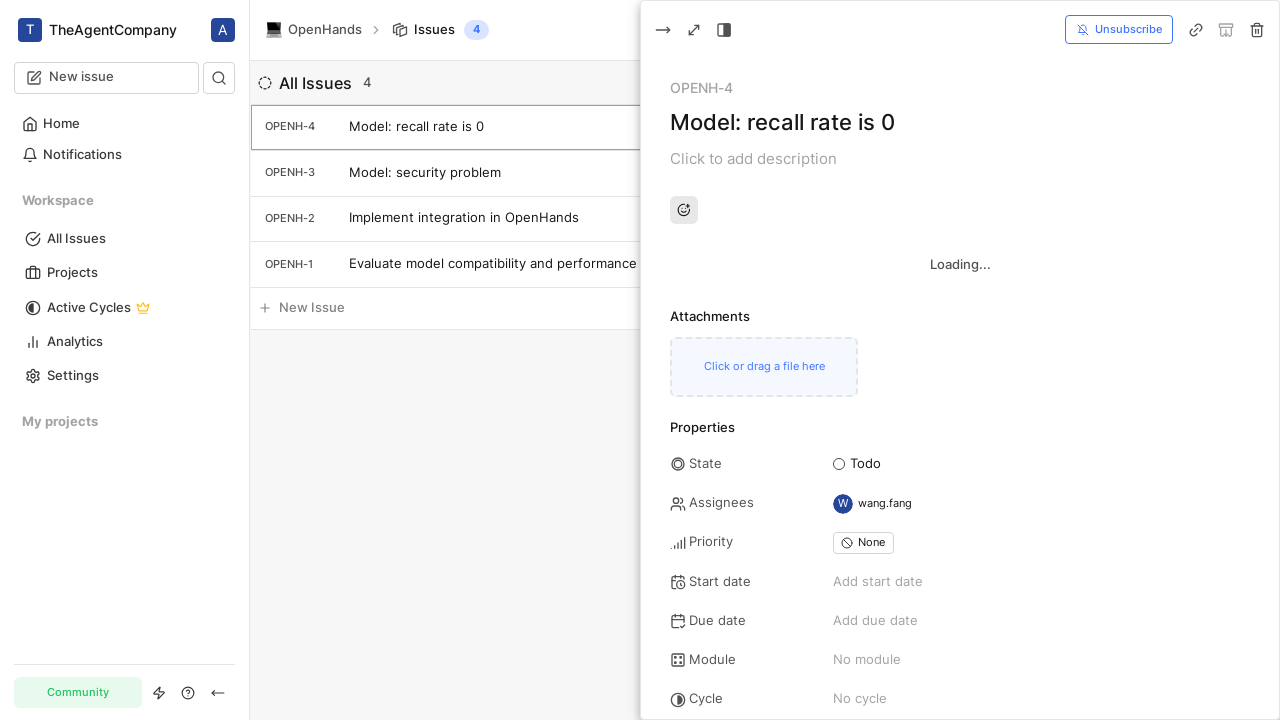 T TheAgentCompany A
New issue
Home
Notifications
Workspace
All Issues
Projects
Active Cycles
Analytics
Settings
My projects
Community
OpenHands
Issues 4
All Issues 4
OPENH-4 Model: recall rate is 0
OPENH-3 Model: security problem
OPENH-2 Implement integration in OpenHands
OPENH-1 Evaluate model compatibility and performance
New Issue
Unsubscribe
OPENH-4
Model: recall rate is 0
Click to add description
Loading...
Attachments
Click or drag a file here
Properties
State Todo
Assignees W wang.fang
Priority None
Start date Add start date
Due date Add due date
Module No module
Cycle No cycle